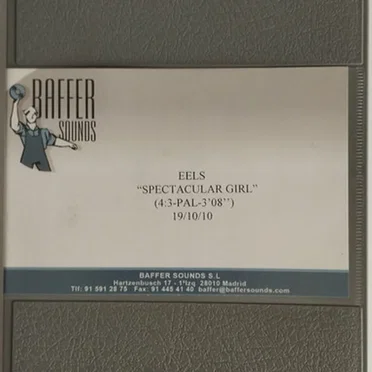 BAFFER
SOUNDS
EELS
“SPECTACULAR GIRL”
(4:3-PAL-3’08’’)
19/10/10
BAFFER SOUNDS S.L
Hartzenbusch 17 - 1ºIzq 28010 Madrid
Tlf: 91 591 28 75 Fax: 91 445 41 40 baffer@baffersounds.com